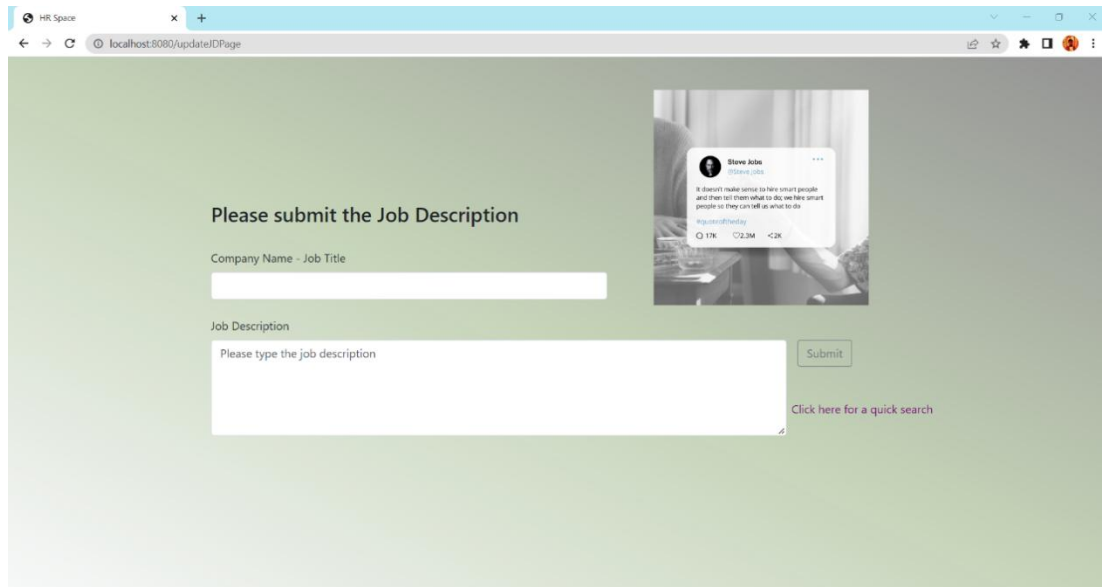 HR Space
localhost:8080/updateJDPage
Steve Jobs
@Steve jobs
It doesn't make sense to hire smart people
and then tell them what to do; we hire smart
people so they can tell us what to do
#quoteoftheday
17K 2.3M <2K
Please submit the Job Description
Company Name - Job Title
Job Description
Please type the job description
Submit
Click here for a quick search